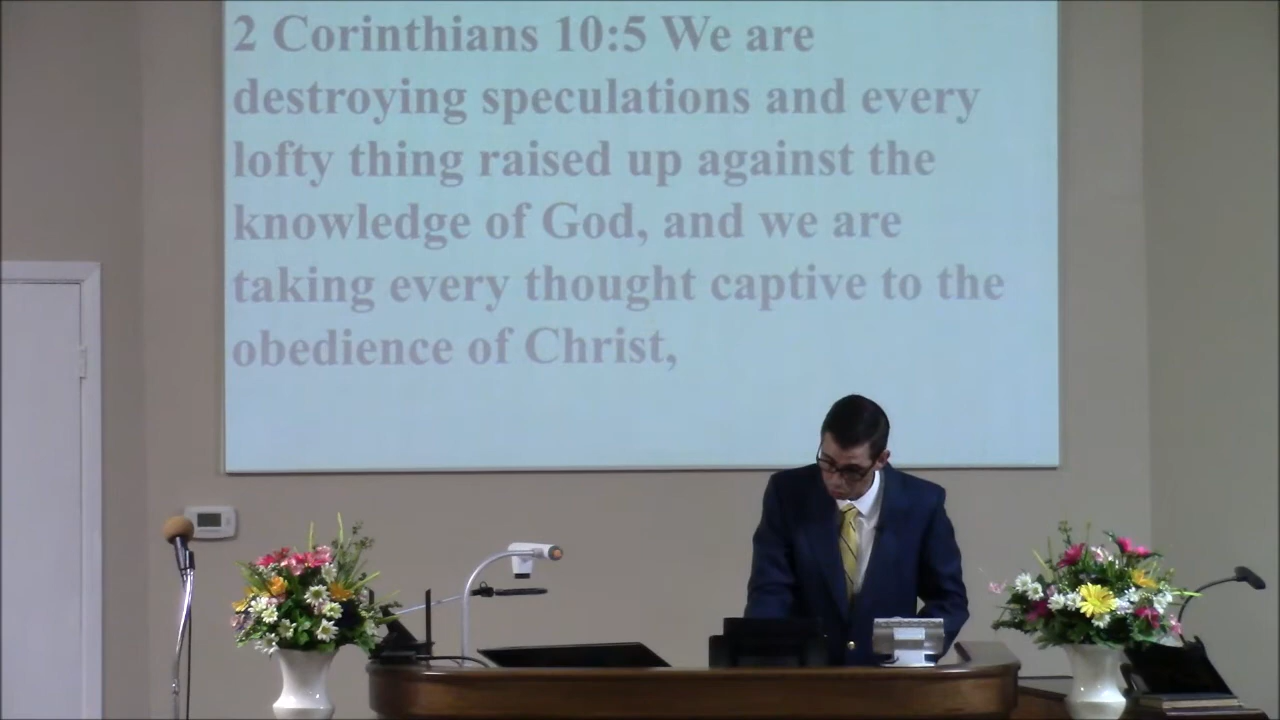 2 Corinthians 10:5 We are
destroying speculations and every
lofty thing raised up against the
knowledge of God, and we are
taking every thought captive to the
obedience of Christ,